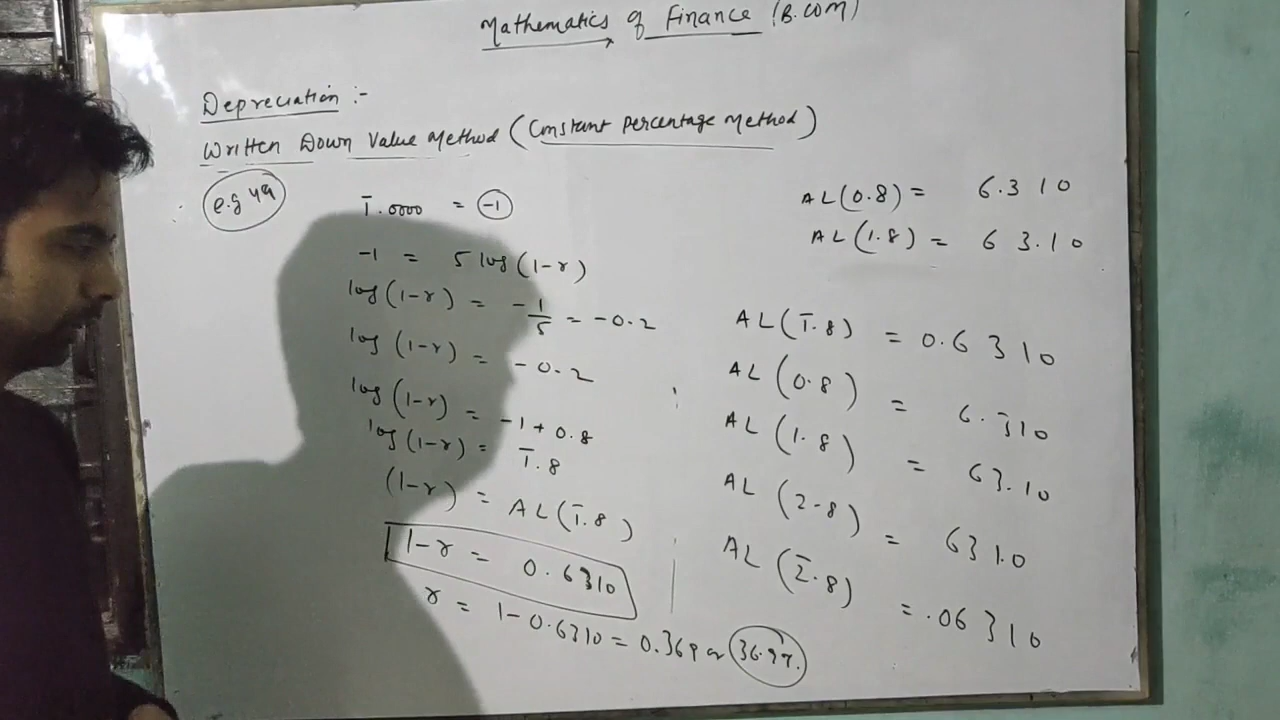 Mathematics of Finance (B.COM)
Depreciation :-
Written Down Value Method (Constant Percentage Method)
e.g 49
1̅.0000 = -1
-1 = 5 log(1-r)
log(1-r) = -1/5 = -0.2
log(1-r) = -0.2
log(1-r) = -1+0.8
log(1-r) = 1̅.8
(1-r) = AL(1̅.8)
1-r = 0.6310
r = 1-0.6310 = 0.369 or 36.9%.
AL(0.8) = 6.310
AL(1.8) = 63.10
AL(1̅.8) = 0.6310
AL(0.8) = 6.310
AL(1.8) = 63.10
AL(2.8) = 631.0
AL(2̅.8) = .06310